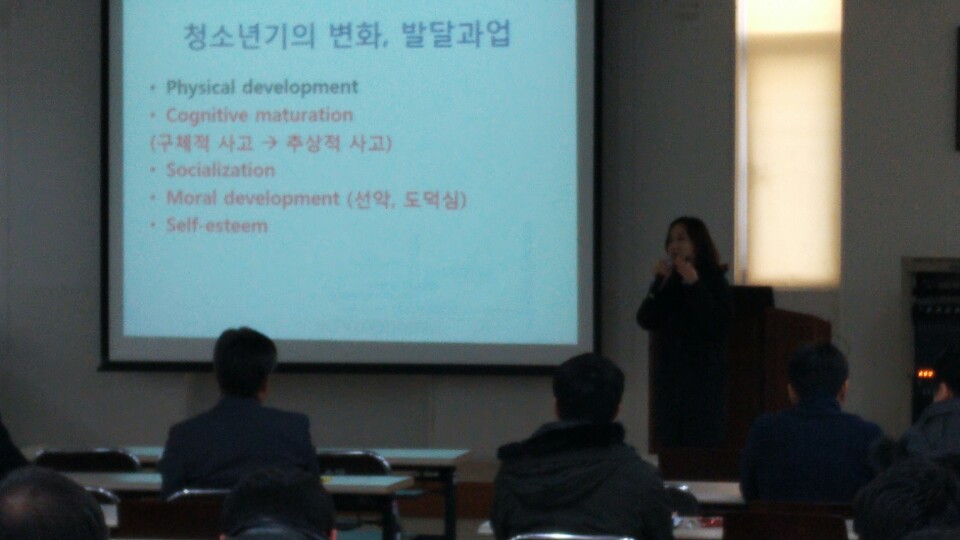 청소년기의 변화, 발달과업
• Physical development
• Cognitive maturation
(구체적 사고 → 추상적 사고)
• Socialization
• Moral development (선악, 도덕심)
• Self-esteem